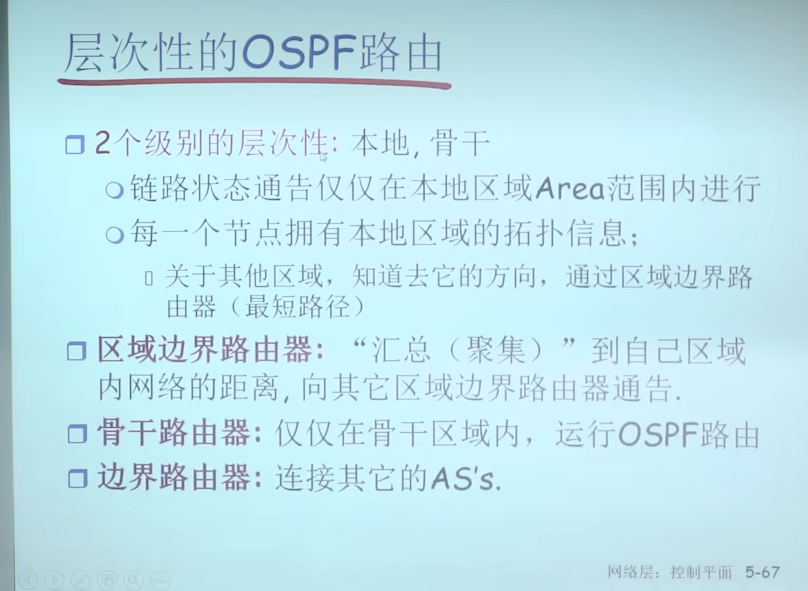 层次性的OSPF路由
2个级别的层次性: 本地, 骨干
链路状态通告仅仅在本地区域Area范围内进行
每一个节点拥有本地区域的拓扑信息；
关于其他区域，知道去它的方向，通过区域边界路
由器（最短路径）
区域边界路由器: “汇总（聚集）”到自己区域
内网络的距离, 向其它区域边界路由器通告.
骨干路由器: 仅仅在骨干区域内，运行OSPF路由
边界路由器: 连接其它的AS's.
网络层：控制平面 5-67